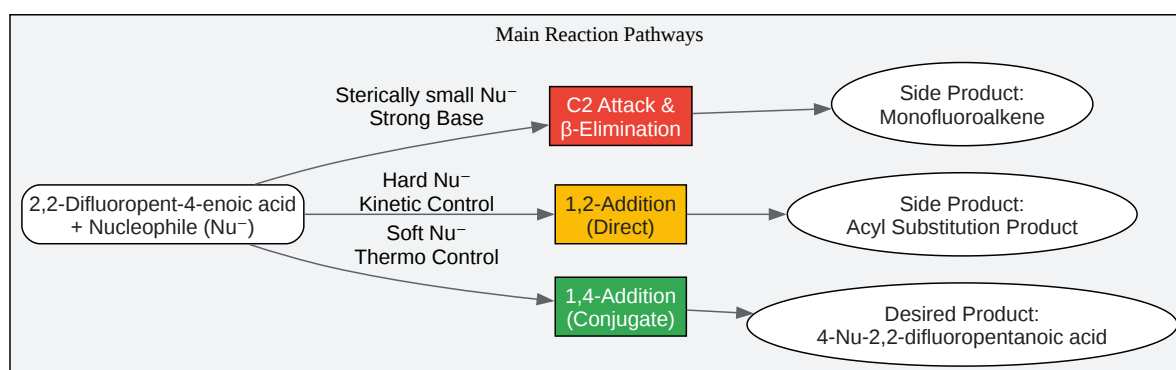 Main Reaction Pathways
Sterically small Nu⁻
Strong Base
C2 Attack &
β-Elimination
Side Product:
Monofluoroalkene
2,2-Difluoropent-4-enoic acid
+ Nucleophile (Nu⁻)
Hard Nu⁻
Kinetic Control
1,2-Addition
(Direct)
Side Product:
Acyl Substitution Product
Soft Nu⁻
Thermo Control
1,4-Addition
(Conjugate)
Desired Product:
4-Nu-2,2-difluoropentanoic acid